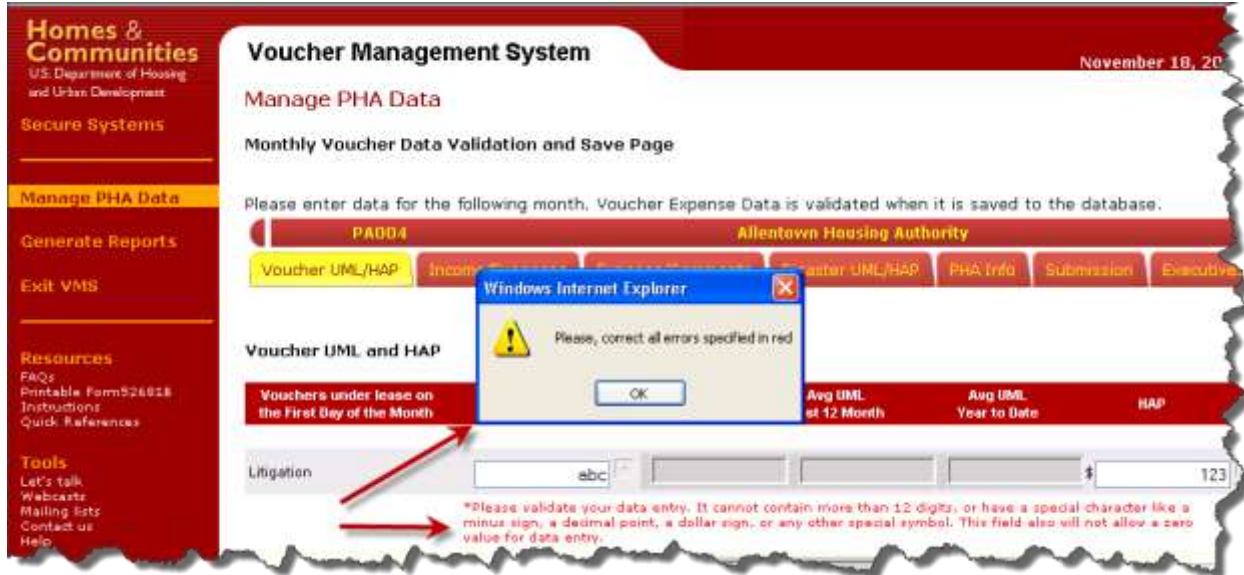 Homes &
Communities
U.S. Department of Housing
and Urban Development
Secure Systems
Manage PHA Data
Generate Reports
Exit VMS
Resources
FAQs
Printable Form526818
Instructions
Quick References
Tools
Let's talk
Webcasts
Mailing lists
Contact us
Help
Voucher Management System
November 18, 20
Manage PHA Data
Monthly Voucher Data Validation and Save Page
Please enter data for the following month. Voucher Expense Data is validated when it is saved to the database.
PA004 Allentown Housing Authority
Voucher UML/HAP PHA Info Submission Executive
Windows Internet Explorer
Please, correct all errors specified in red
OK
Voucher UML and HAP
Vouchers under lease on
the First Day of the Month
Avg UML
st 12 Month
Avg UML
Year to Date
HAP
Litigation abc $ 123
*Please validate your data entry. It cannot contain more than 12 digits, or have a special character like a
minus sign, a decimal point, a dollar sign, or any other special symbol. This field also will not allow a zero
value for data entry.